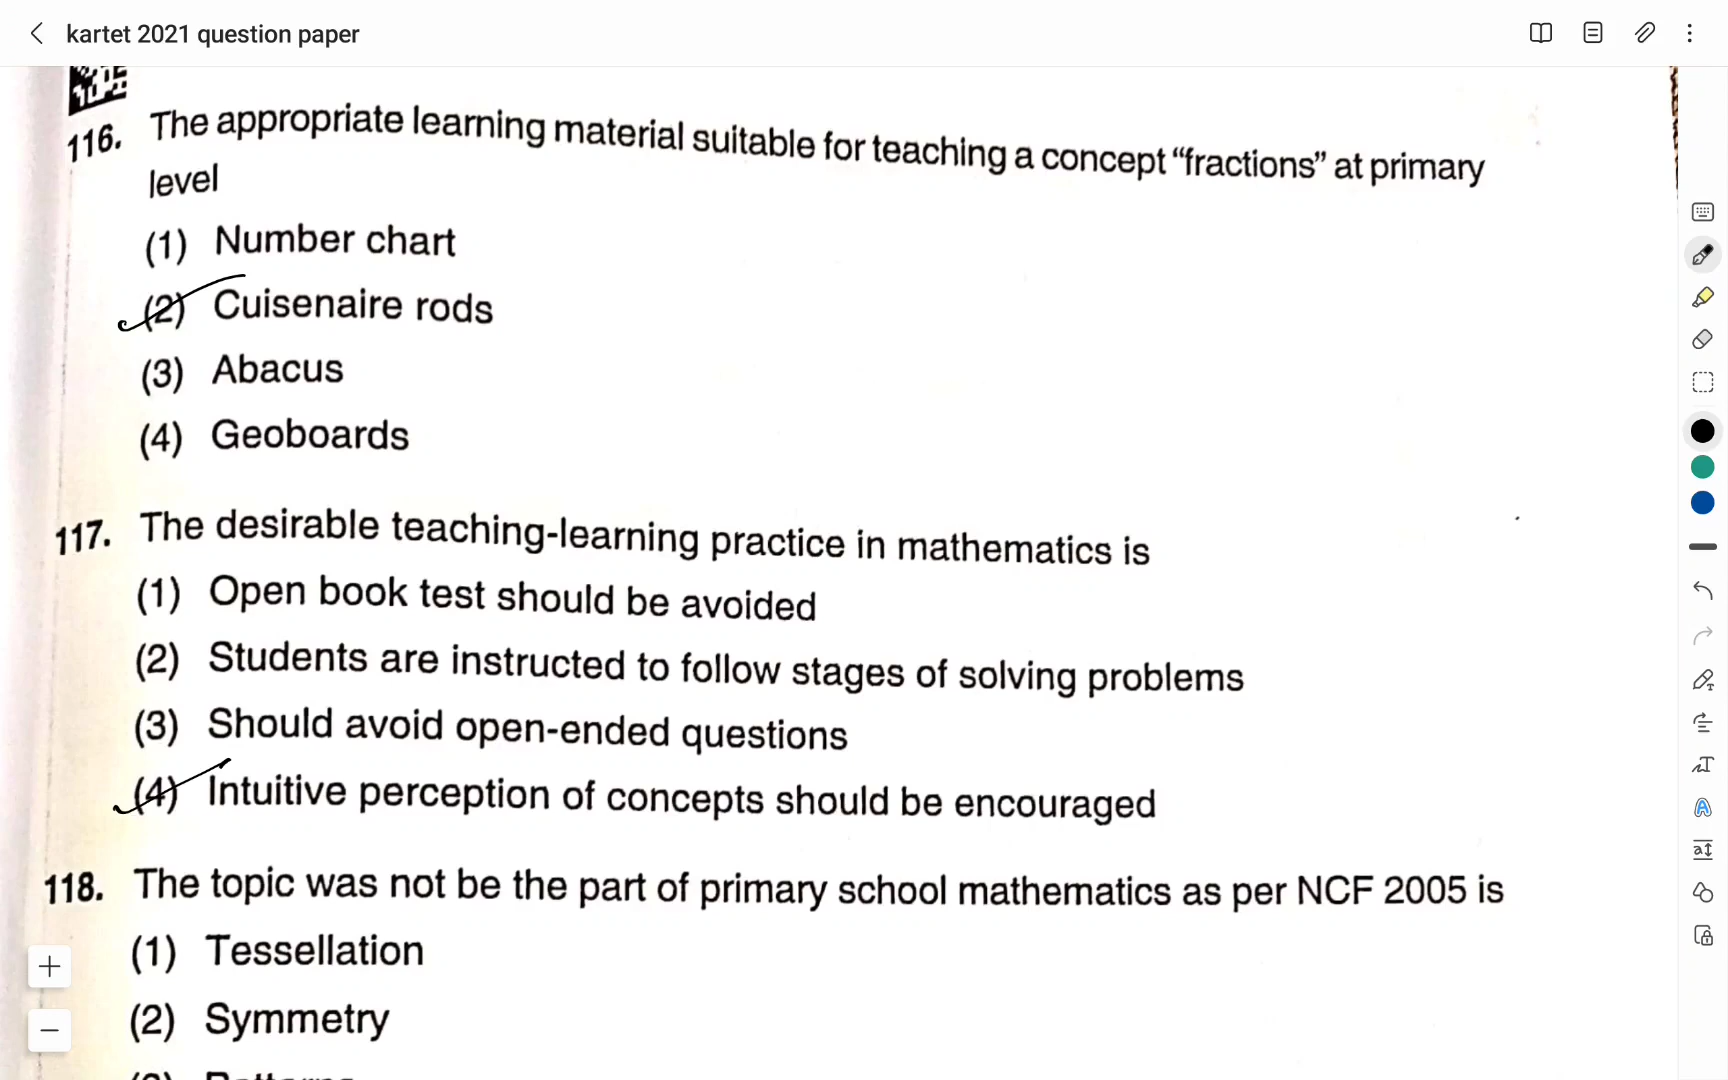 kartet 2021 question paper
116. The appropriate learning material suitable for teaching a concept “fractions” at primary
level
(1) Number chart
(2) Cuisenaire rods
(3) Abacus
(4) Geoboards
117. The desirable teaching-learning practice in mathematics is
(1) Open book test should be avoided
(2) Students are instructed to follow stages of solving problems
(3) Should avoid open-ended questions
(4) Intuitive perception of concepts should be encouraged
118. The topic was not be the part of primary school mathematics as per NCF 2005 is
(1) Tessellation
(2) Symmetry